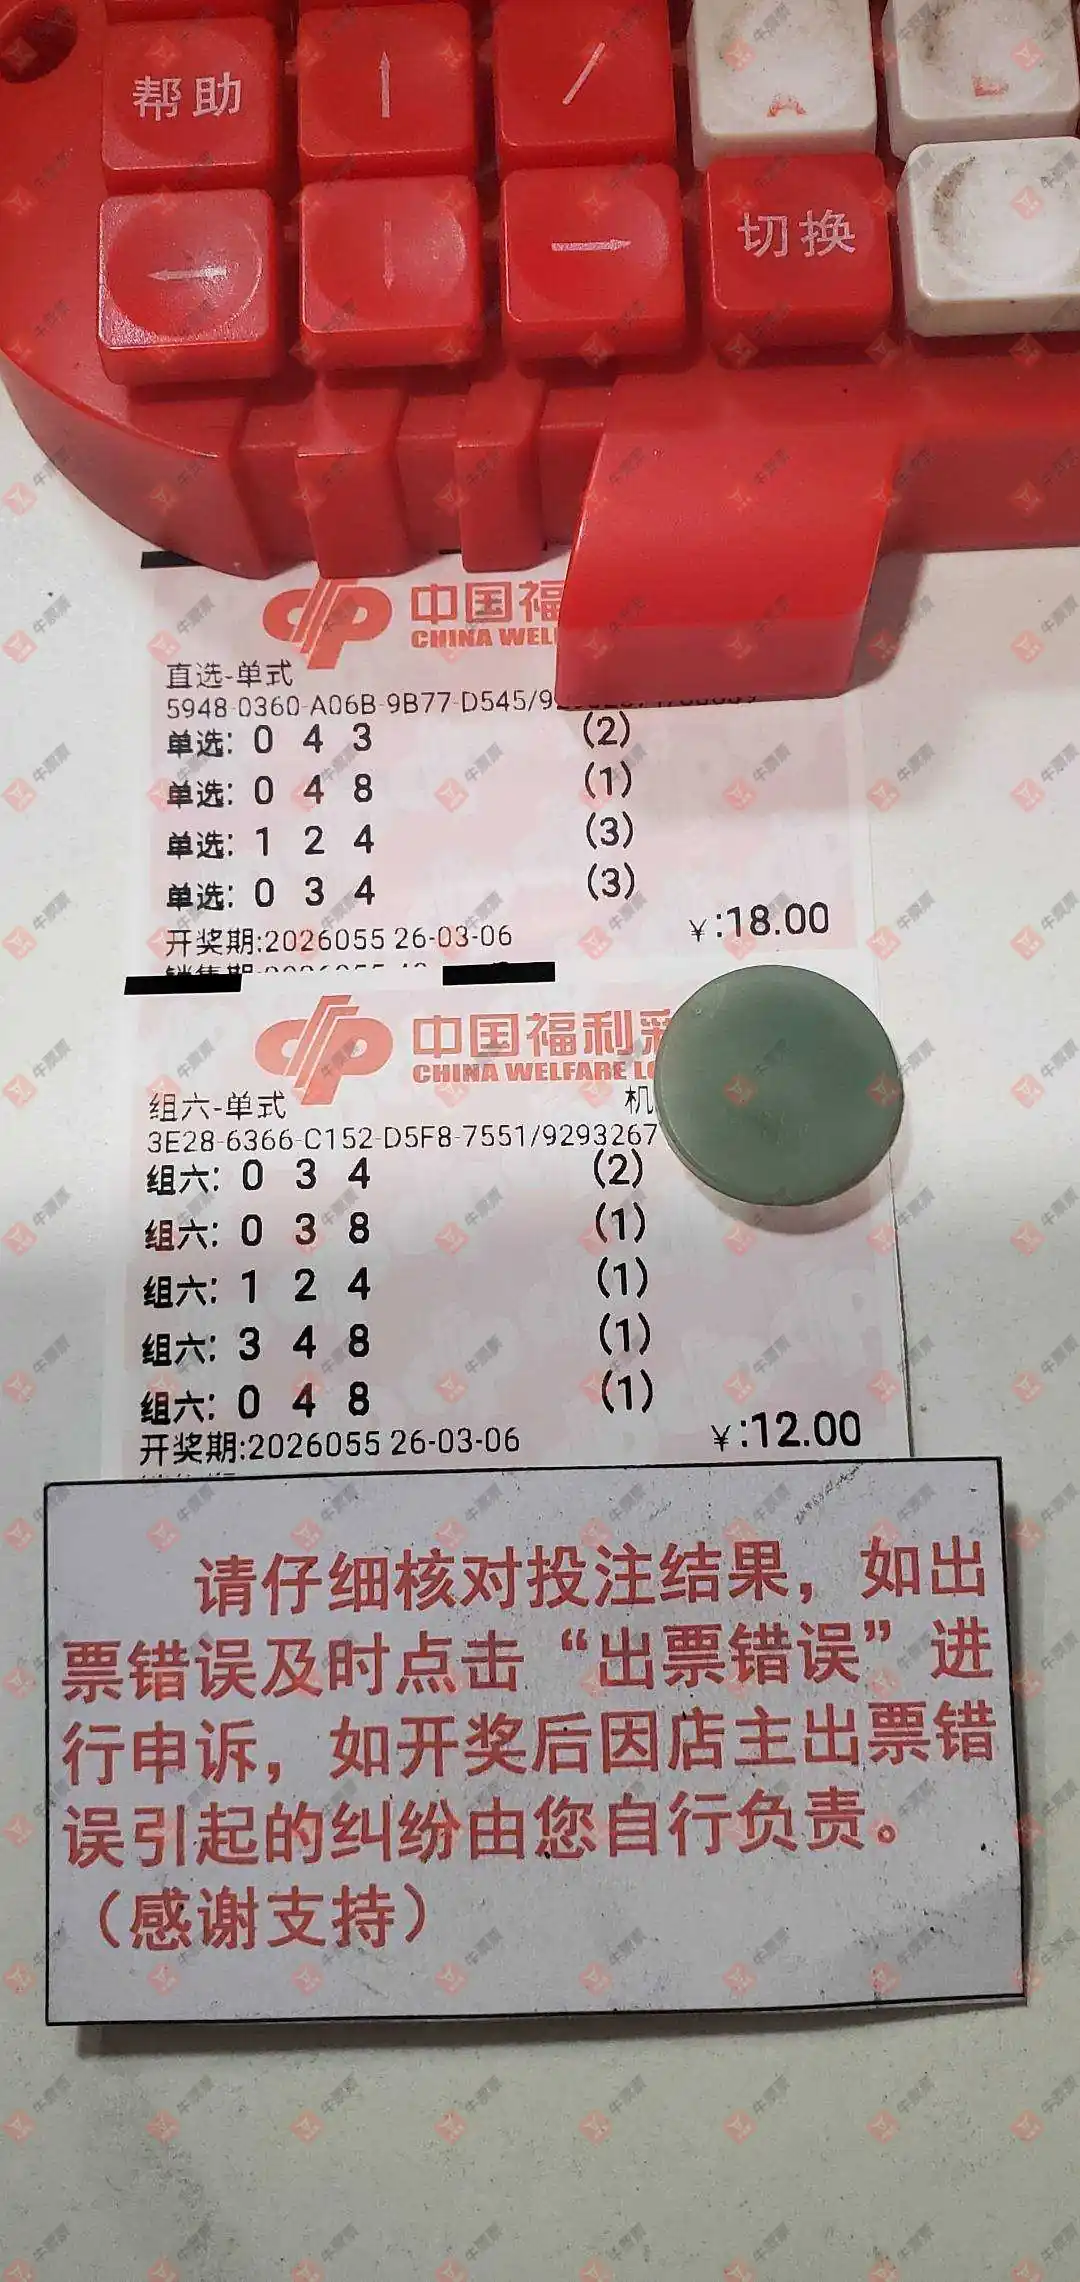 帮助
切换
中国福
CHINA WEL
直选-单式
5948-0360-A06B-9B77-D545/9
单选: 0 4 3 (2)
单选: 0 4 8 (1)
单选: 1 2 4 (3)
单选: 0 3 4 (3)
¥:18.00
开奖期:2026055 26-03-06
中国福利彩
CHINA WELFARE LO
组六-单式 机
3E28-6366-C152-D5F8-7551/9293267
组六: 0 3 4 (2)
组六: 0 3 8 (1)
组六: 1 2 4 (1)
组六: 3 4 8 (1)
组六: 0 4 8 (1)
开奖期:2026055 26-03-06 ¥:12.00
请仔细核对投注结果，如出
票错误及时点击“出票错误”进
行申诉，如开奖后因店主出票错
误引起的纠纷由您自行负责。
（感谢支持）